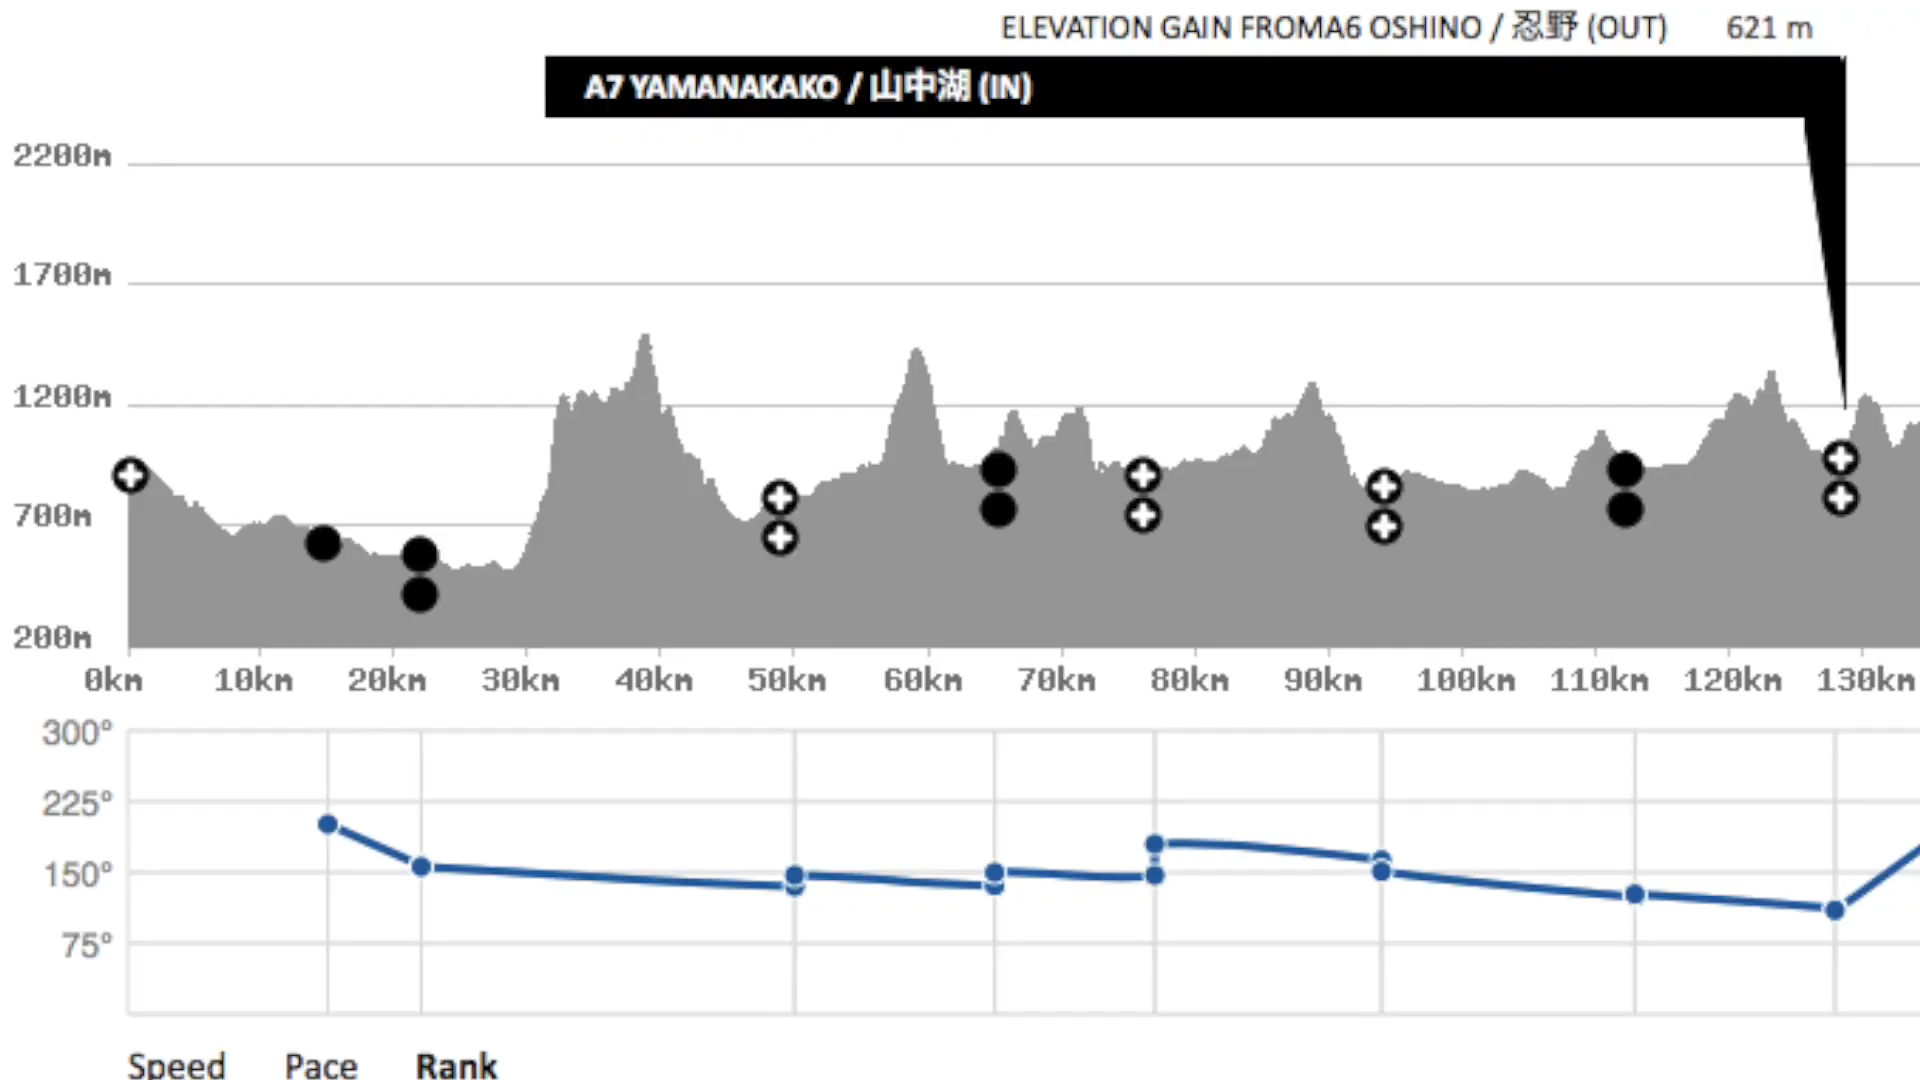 ELEVATION GAIN FROMA6 OSHINO / 忍野 (OUT) 621 m
A7 YAMANAKAKO / 山中湖 (IN)
2200m
1700m
1200m
700m
200m
0km 10km 20km 30km 40km 50km 60km 70km 80km 90km 100km 110km 120km 130km
300°
225°
150°
75°
Speed Pace Rank